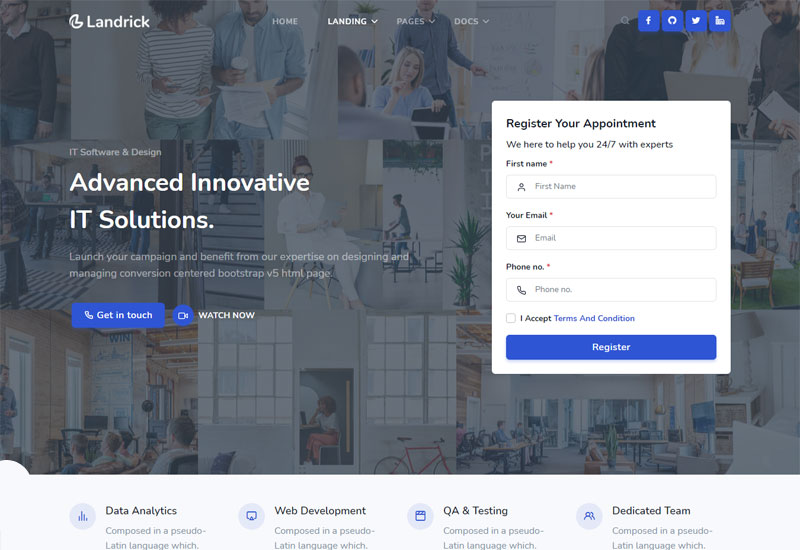 Landrick
HOME
LANDING
PAGES
DOCS
IT Software & Design
Advanced Innovative
IT Solutions.
Launch your campaign and benefit from our expertise on designing and
managing conversion centered bootstrap v5 html page.
Get in touch
WATCH NOW
Register Your Appointment
We here to help you 24/7 with experts
First name *
First Name
Your Email *
Email
Phone no. *
Phone no.
I Accept Terms And Condition
Register
Data Analytics
Composed in a pseudo-
Latin language which.
Web Development
Composed in a pseudo-
Latin language which.
QA & Testing
Composed in a pseudo-
Latin language which.
Dedicated Team
Composed in a pseudo-
Latin language which.